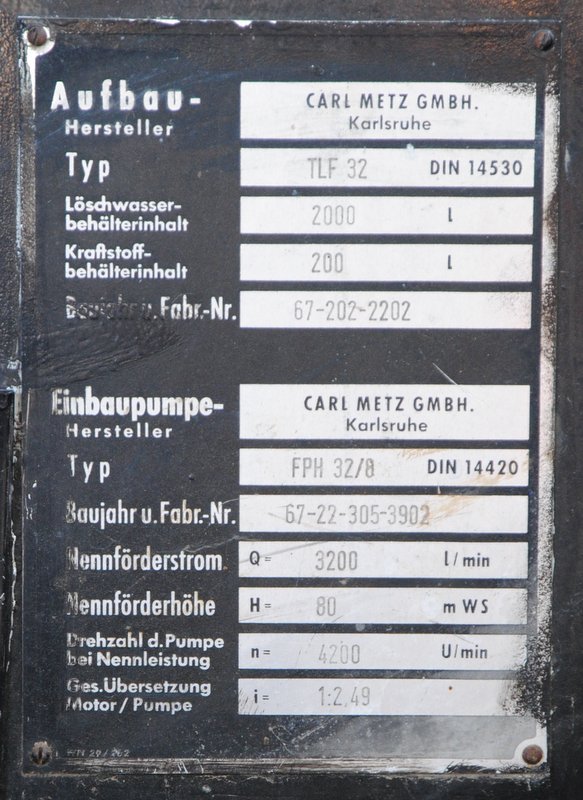 Aufbau-
Hersteller
CARL METZ GMBH.
Karlsruhe
Typ TLF 32 DIN 14530
Löschwasser-
behälterinhalt 2000 l
Kraftstoff-
behälterinhalt 200 l
Baujahr u. Fabr.-Nr. 67-202-2202
Einbaupumpe-
Hersteller
CARL METZ GMBH.
Karlsruhe
Typ FPH 32/8 DIN 14420
Baujahr u. Fabr.-Nr. 67-22-305-3902
Nennförderstrom Q= 3200 l/min
Nennförderhöhe H= 80 m WS
Drehzahl d. Pumpe
bei Nennleistung n= 4200 U/min
Ges. Übersetzung
Motor / Pumpe i= 1:2,49